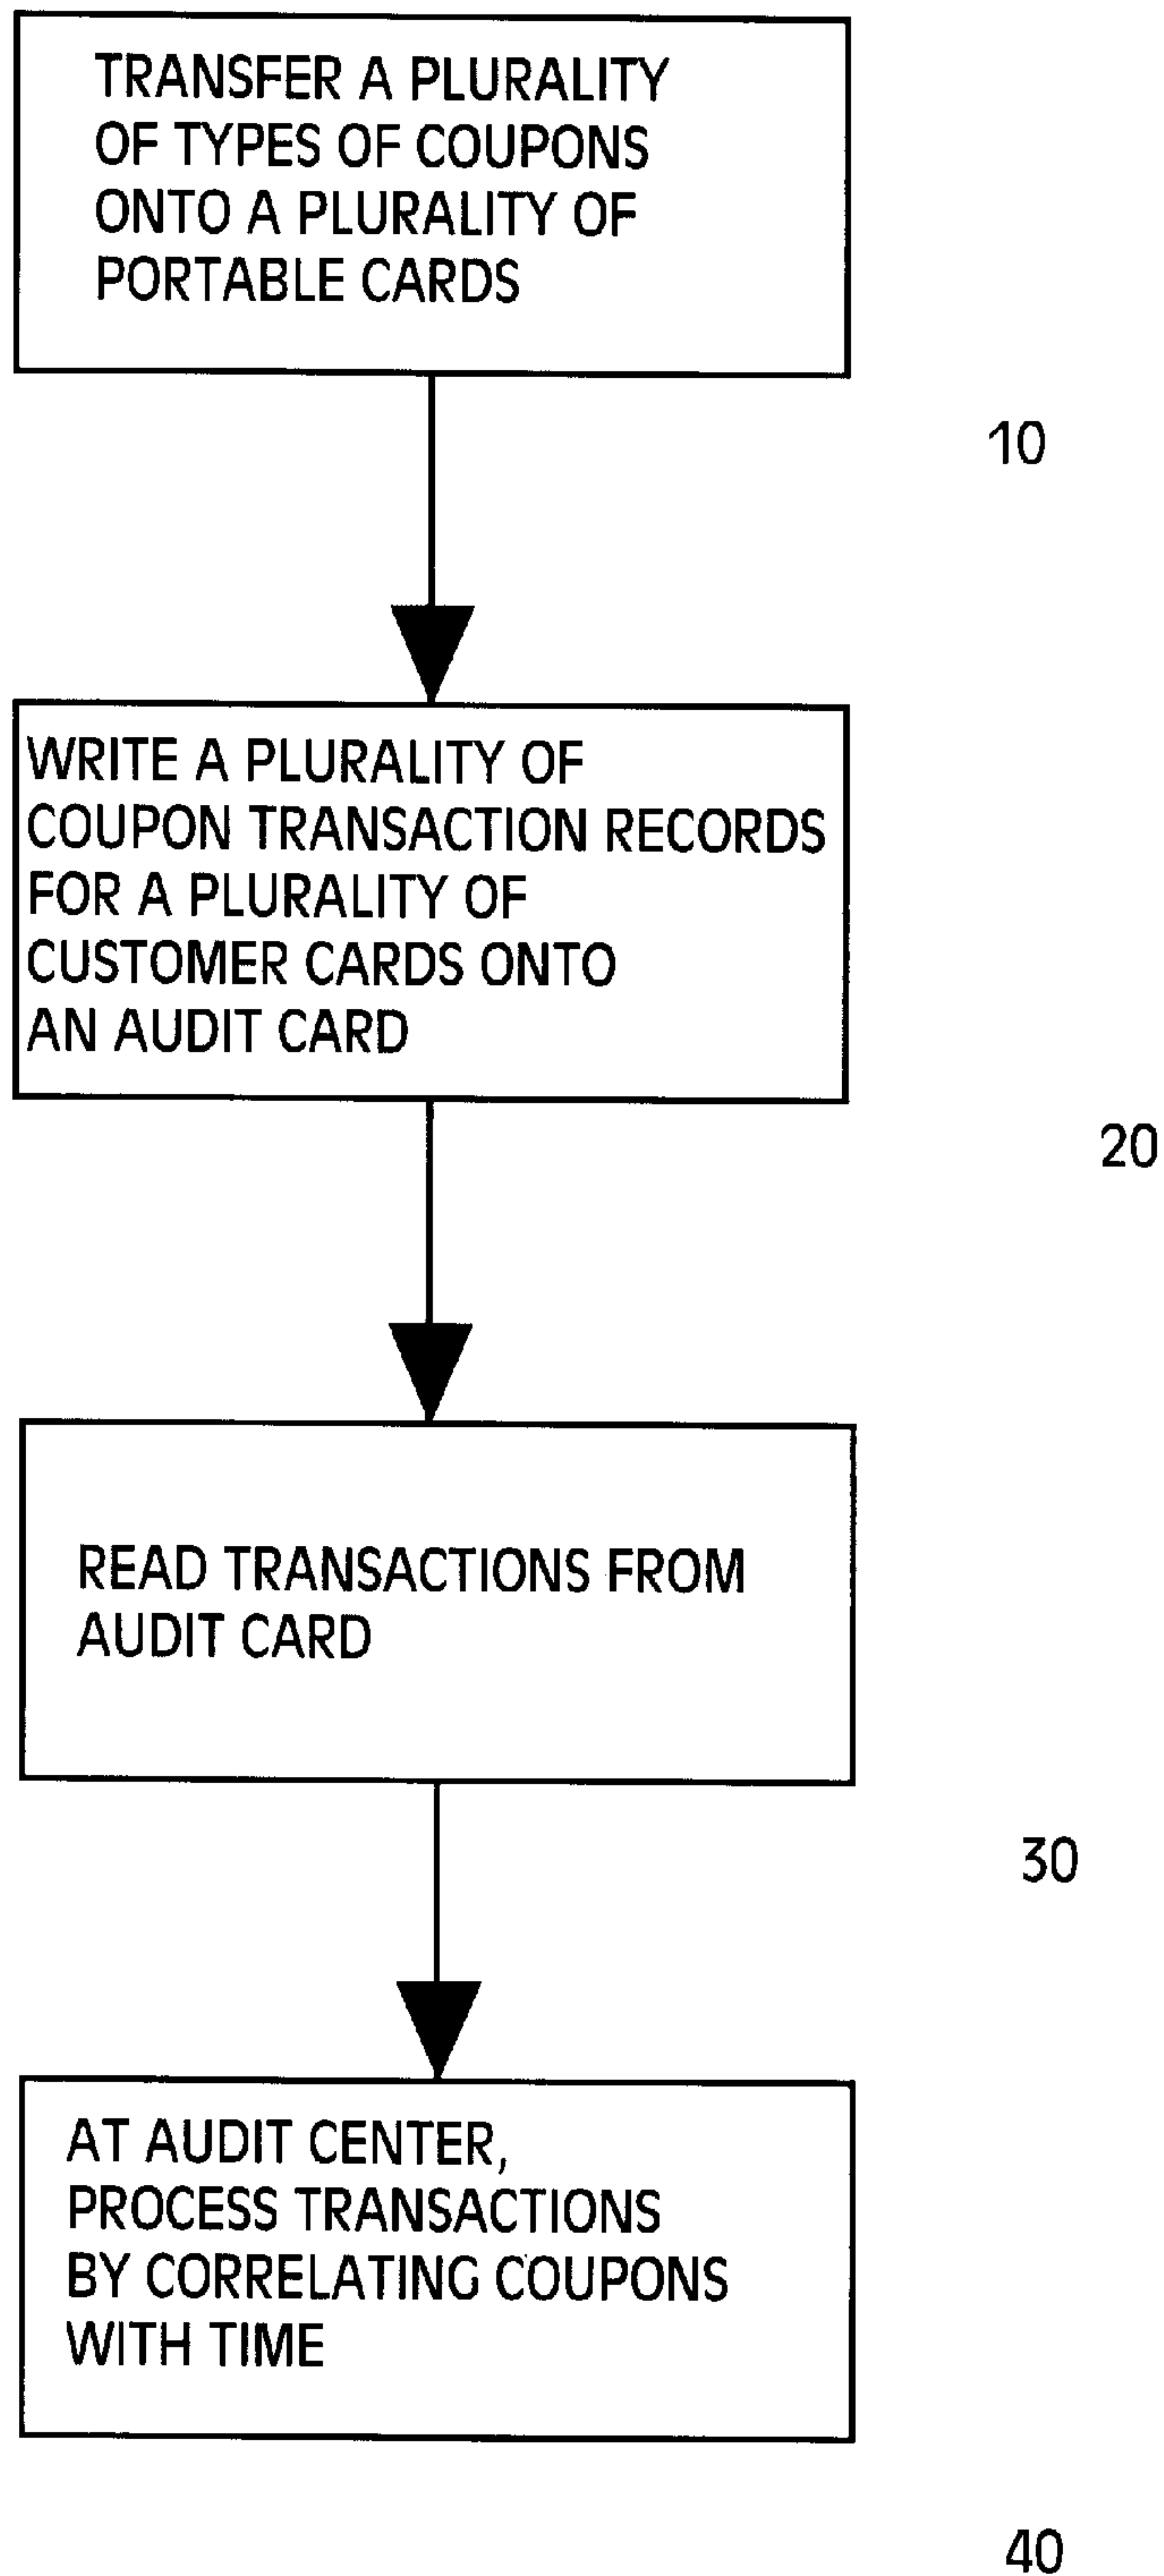 TRANSFER A PLURALITY
OF TYPES OF COUPONS
ONTO A PLURALITY OF
PORTABLE CARDS
10
WRITE A PLURALITY OF
COUPON TRANSACTION RECORDS
FOR A PLURALITY OF
CUSTOMER CARDS ONTO
AN AUDIT CARD
20
READ TRANSACTIONS FROM
AUDIT CARD
30
AT AUDIT CENTER,
PROCESS TRANSACTIONS
BY CORRELATING COUPONS
WITH TIME
40